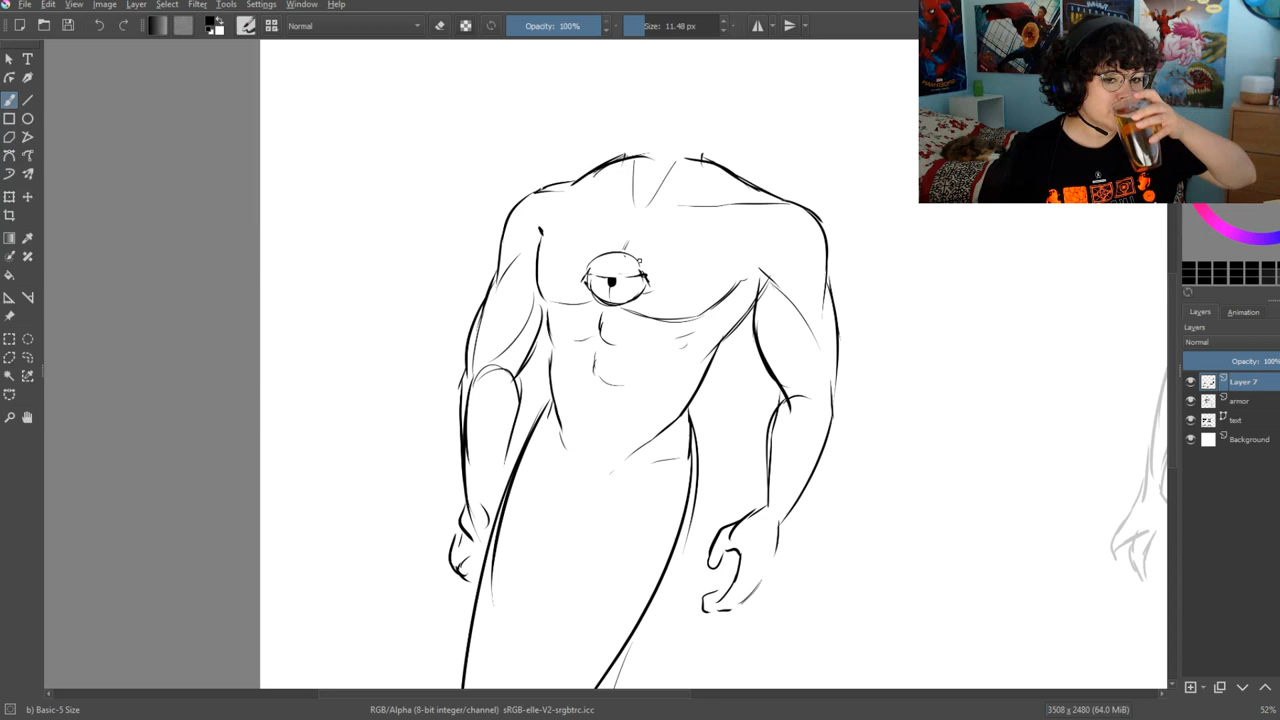 File Edit View Image Layer Select Filter Tools Settings Window Help
Normal Opacity: 100% Size: 11.48 px
Layers Animation
Layers
Normal
Opacity: 100%
Layer 7
armor
text
Background
b) Basic-5 Size RGB/Alpha (8-bit integer/channel) sRGB-elle-V2-srgbtrc.icc 3508 x 2480 (64.0 MiB) 52%